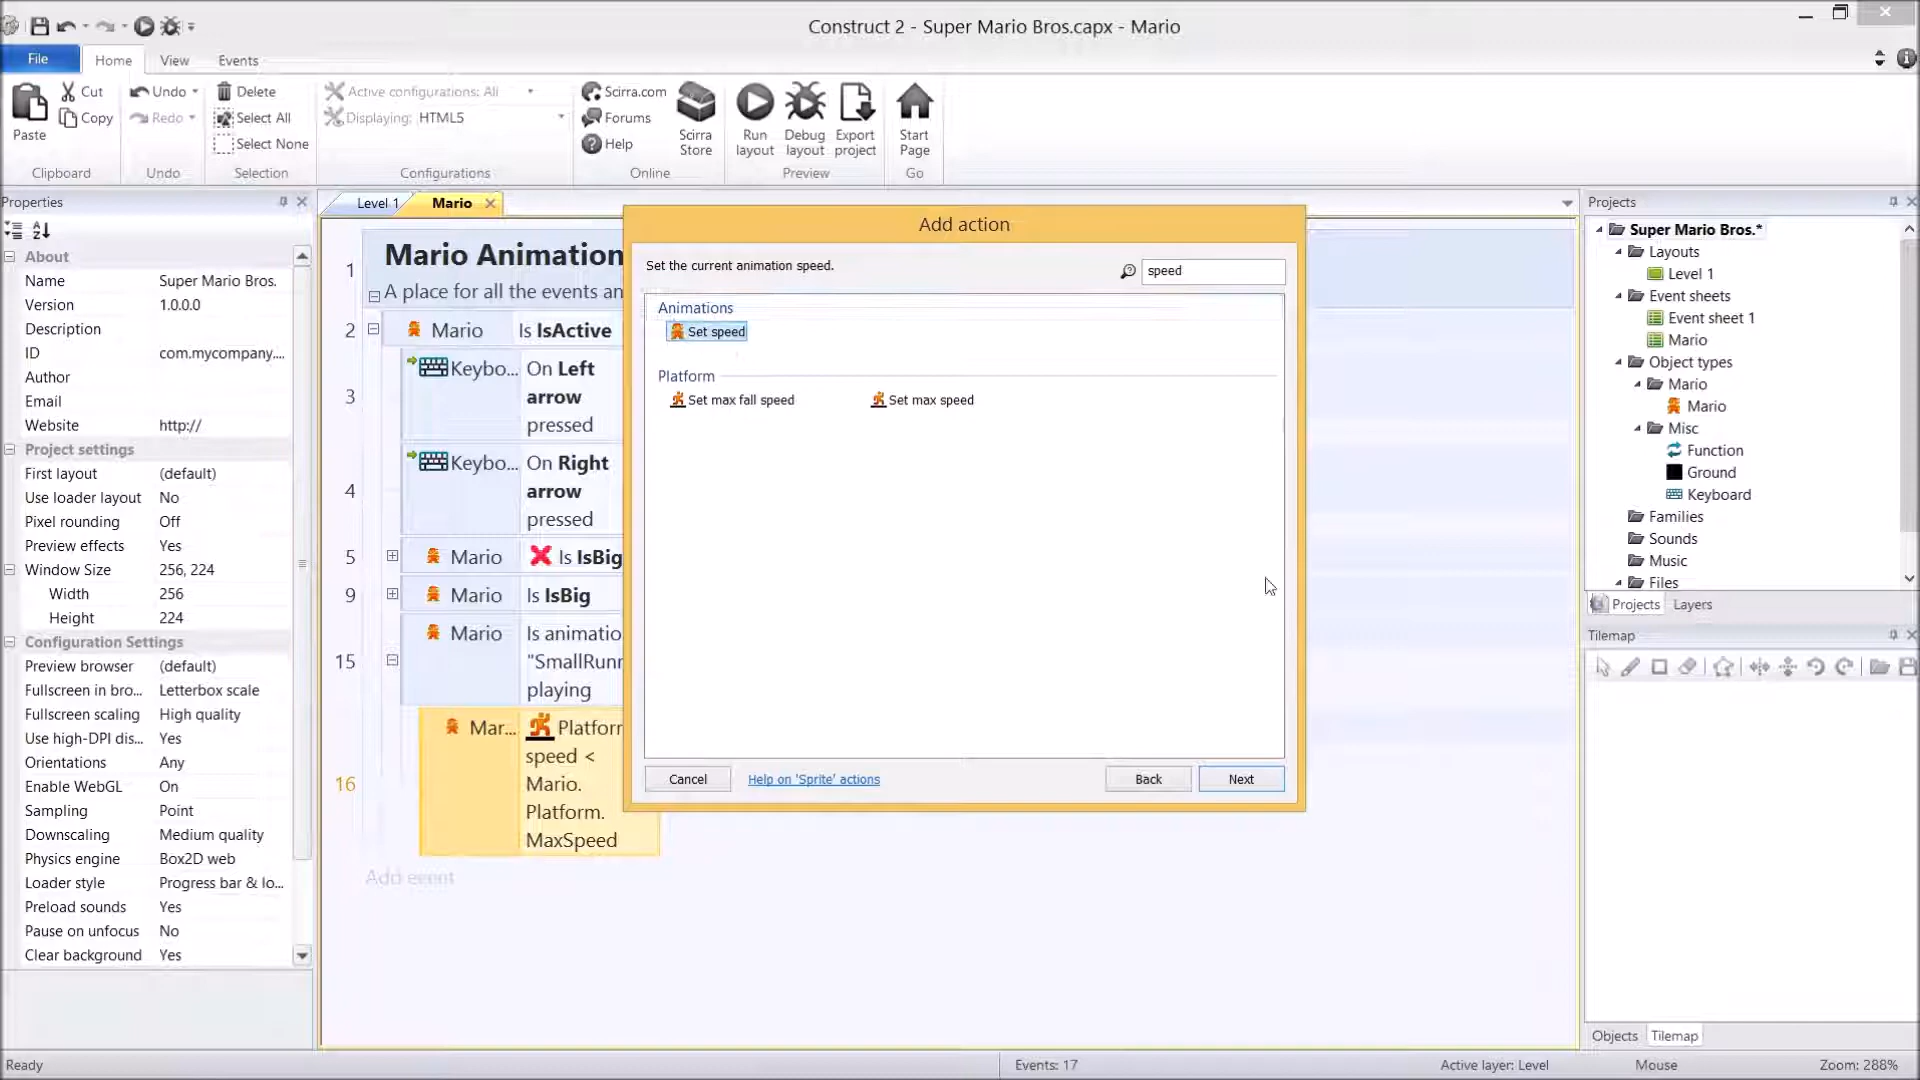 Construct 2 - Super Mario Bros.capx - Mario
File
Home
View
Events
Paste
Cut
Copy
Clipboard
Undo
Redo
Undo
Delete
Select All
Select None
Selection
Active configurations: All
Displaying: HTML5
Configurations
Scirra.com
Forums
Help
Scirra
Store
Online
Run
layout
Debug
layout
Export
project
Preview
Start
Page
Go
Properties
About
Name Super Mario Bros.
Version 1.0.0.0
Description
ID com.mycompany....
Author
Email
Website http://
Project settings
First layout (default)
Use loader layout No
Pixel rounding Off
Preview effects Yes
Window Size 256, 224
Width 256
Height 224
Configuration Settings
Preview browser (default)
Fullscreen in bro... Letterbox scale
Fullscreen scaling High quality
Use high-DPI dis... Yes
Orientations Any
Enable WebGL On
Sampling Point
Downscaling Medium quality
Physics engine Box2D web
Loader style Progress bar & lo...
Preload sounds Yes
Pause on unfocus No
Clear background Yes
Level 1
Mario
1 Mario Animation
A place for all the events an
2 Mario Is IsActive
3 Keybo... On Left
arrow
pressed
4 Keybo... On Right
arrow
pressed
5 Mario Is IsBig
9 Mario Is IsBig
15 Mario Is animatio
"SmallRunn
playing
16 Mar... Platform
speed <
Mario.
Platform.
MaxSpeed
Add event
Add action
Set the current animation speed.
speed
Animations
Set speed
Platform
Set max fall speed
Set max speed
Cancel
Help on 'Sprite' actions
Back
Next
Projects
Super Mario Bros.*
Layouts
Level 1
Event sheets
Event sheet 1
Mario
Object types
Mario
Mario
Misc
Function
Ground
Keyboard
Families
Sounds
Music
Files
Projects
Layers
Tilemap
Objects
Tilemap
Ready
Events: 17
Active layer: Level
Mouse
Zoom: 288%